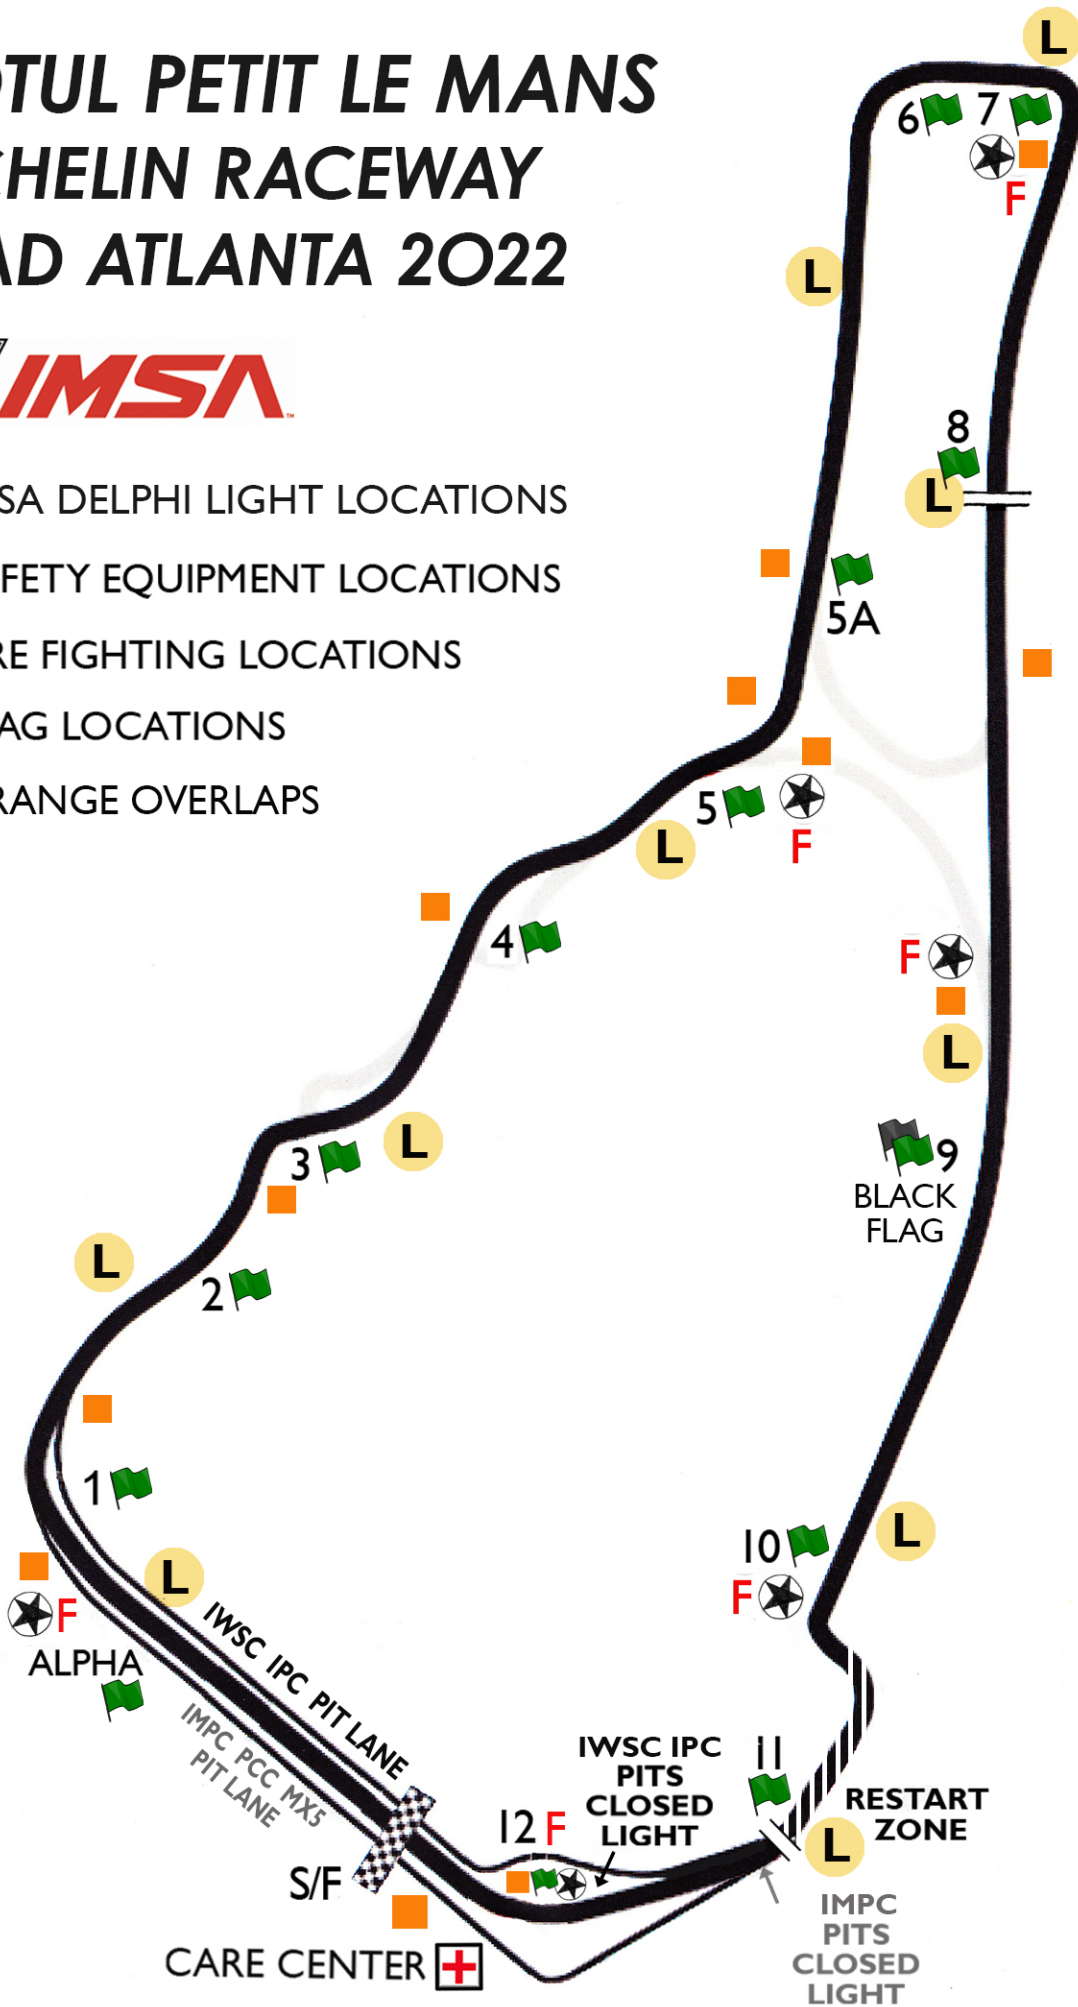 OTUL PETIT LE MANS
CHELIN RACEWAY
AD ATLANTA 2022
IMSA
SA DELPHI LIGHT LOCATIONS
FETY EQUIPMENT LOCATIONS
RE FIGHTING LOCATIONS
AG LOCATIONS
RANGE OVERLAPS
L
6
7
F
L
8
L
5A
5
F
L
4
F
L
9
BLACK
FLAG
3
L
L
2
1
L
F
ALPHA
IWSC IPC PIT LANE
IMPC PCC MX5
PIT LANE
10
F
L
11
IWSC IPC
PITS
CLOSED
LIGHT
12 F
RESTART
ZONE
L
S/F
CARE CENTER
IMPC
PITS
CLOSED
LIGHT